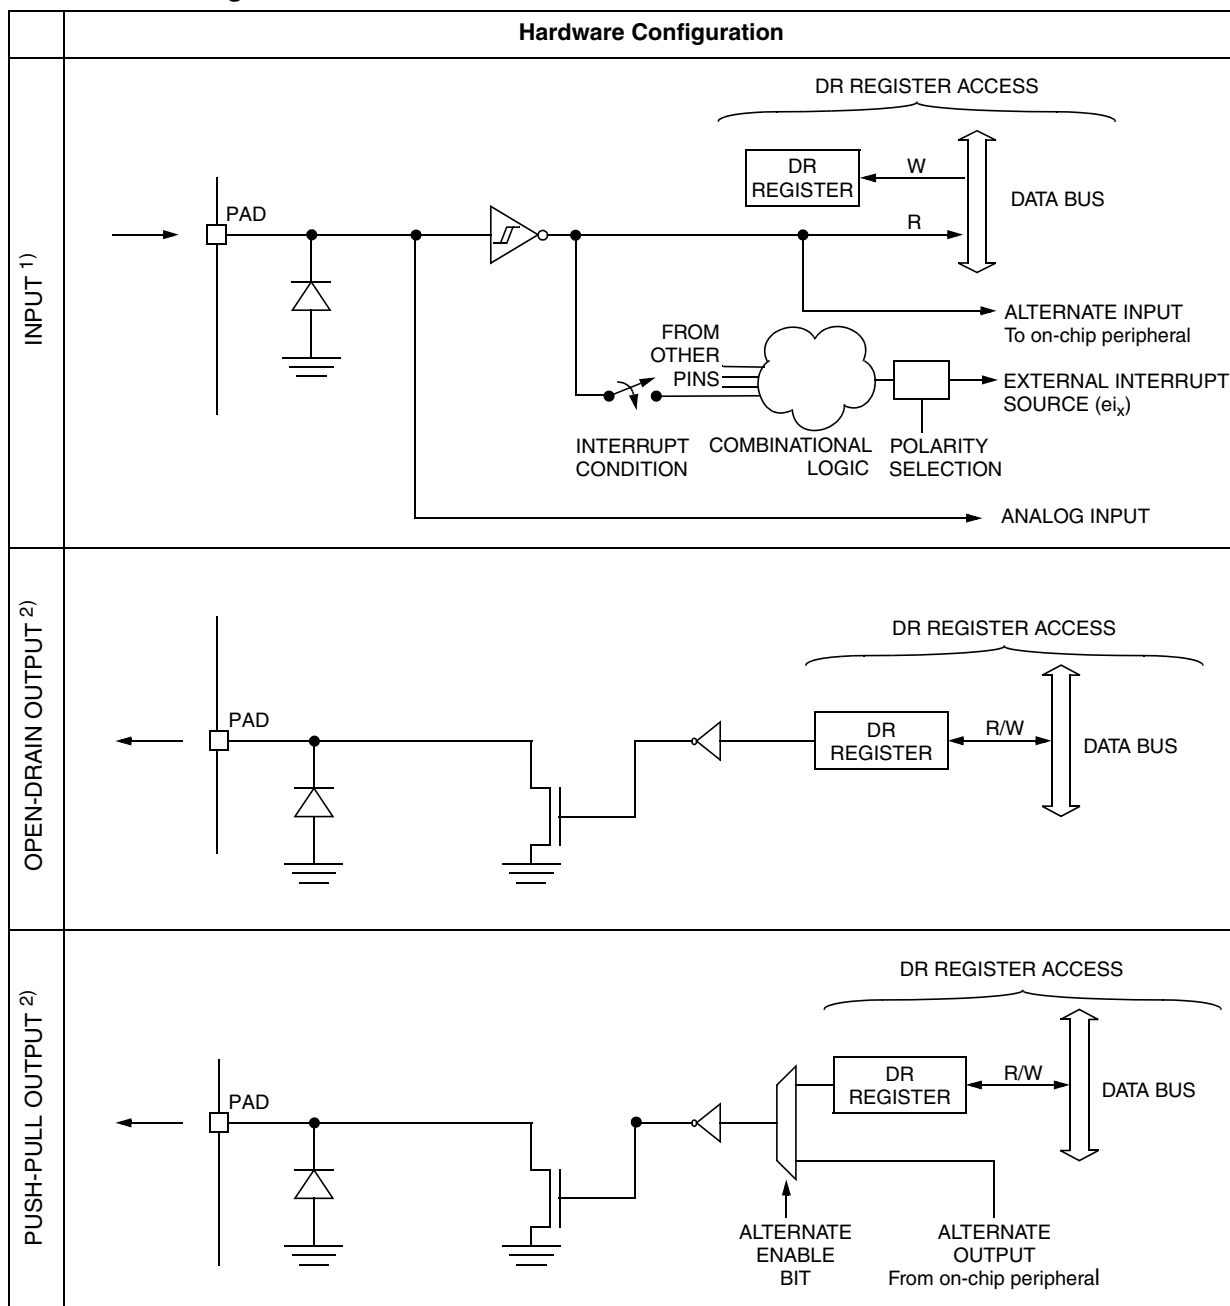 Hardware Configuration
INPUT 1)
DR REGISTER ACCESS
DR
REGISTER
W
DATA BUS
R
PAD
ALTERNATE INPUT
To on-chip peripheral
FROM
OTHER
PINS
EXTERNAL INTERRUPT
SOURCE (eix)
INTERRUPT
CONDITION
COMBINATIONAL
LOGIC
POLARITY
SELECTION
ANALOG INPUT
OPEN-DRAIN OUTPUT 2)
DR REGISTER ACCESS
PAD
DR
REGISTER
R/W
DATA BUS
PUSH-PULL OUTPUT 2)
DR REGISTER ACCESS
PAD
DR
REGISTER
R/W
DATA BUS
ALTERNATE
ENABLE
BIT
ALTERNATE
OUTPUT
From on-chip peripheral